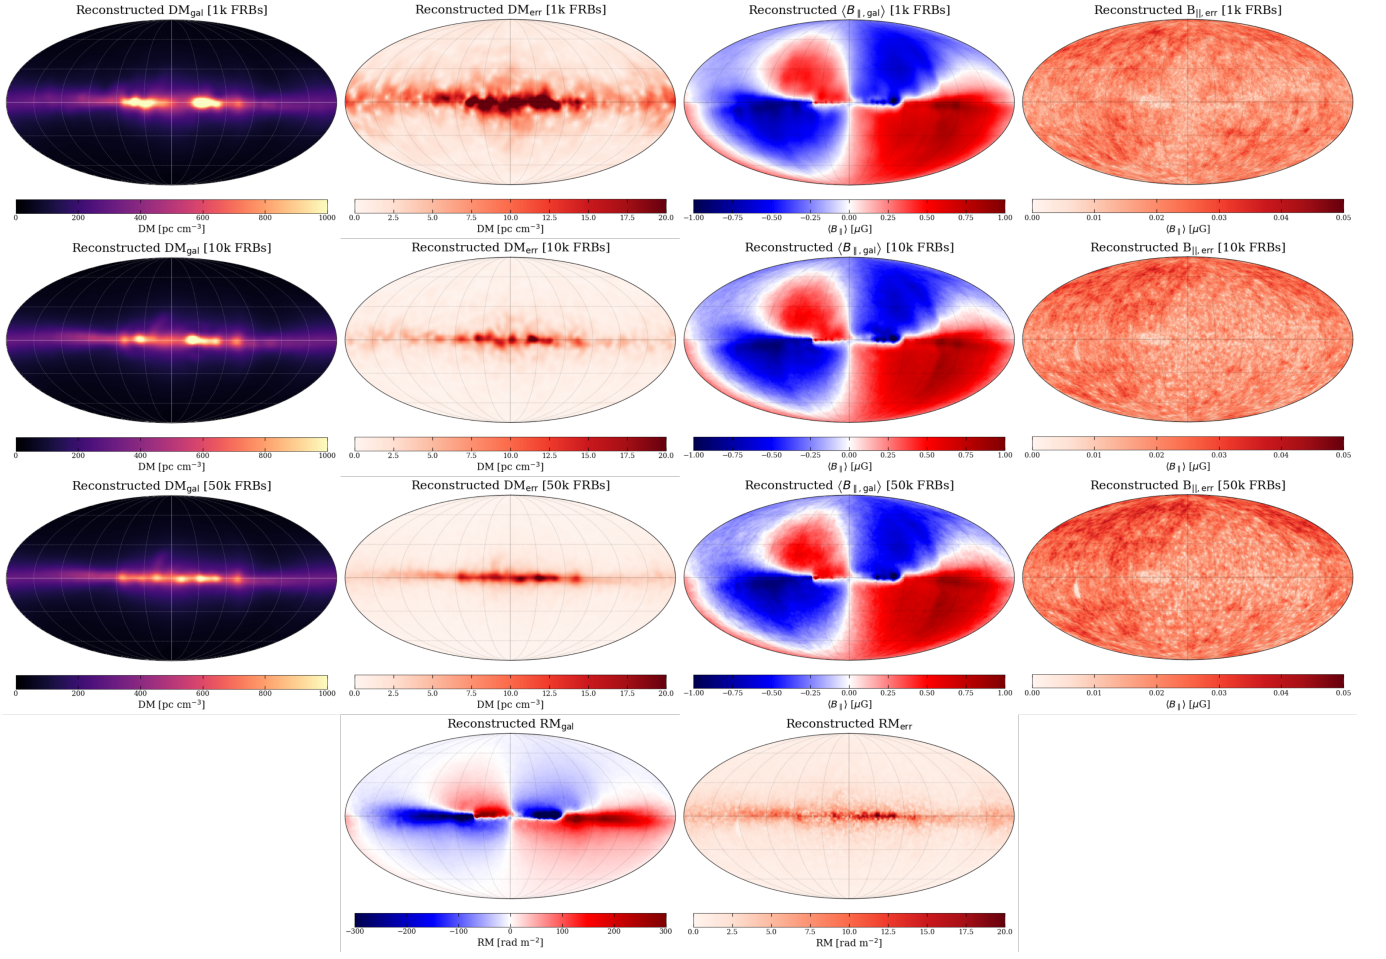 Reconstructed DM_gal [1k FRBs]
Reconstructed DM_err [1k FRBs]
Reconstructed ⟨B_∥,gal⟩ [1k FRBs]
Reconstructed B_||,err [1k FRBs]
0 200 400 600 800 1000
0.0 2.5 5.0 7.5 10.0 12.5 15.0 17.5 20.0
−1.00 −0.75 −0.50 −0.25 0.00 0.25 0.50 0.75 1.00
0.00 0.01 0.02 0.03 0.04 0.05
DM [pc cm⁻³]
DM [pc cm⁻³]
⟨B_∥⟩ [μG]
⟨B_∥⟩ [μG]
Reconstructed DM_gal [10k FRBs]
Reconstructed DM_err [10k FRBs]
Reconstructed ⟨B_∥,gal⟩ [10k FRBs]
Reconstructed B_||,err [10k FRBs]
0 200 400 600 800 1000
0.0 2.5 5.0 7.5 10.0 12.5 15.0 17.5 20.0
−1.00 −0.75 −0.50 −0.25 0.00 0.25 0.50 0.75 1.00
0.00 0.01 0.02 0.03 0.04 0.05
DM [pc cm⁻³]
DM [pc cm⁻³]
⟨B_∥⟩ [μG]
⟨B_∥⟩ [μG]
Reconstructed DM_gal [50k FRBs]
Reconstructed DM_err [50k FRBs]
Reconstructed ⟨B_∥,gal⟩ [50k FRBs]
Reconstructed B_||,err [50k FRBs]
0 200 400 600 800 1000
0.0 2.5 5.0 7.5 10.0 12.5 15.0 17.5 20.0
−1.00 −0.75 −0.50 −0.25 0.00 0.25 0.50 0.75 1.00
0.00 0.01 0.02 0.03 0.04 0.05
DM [pc cm⁻³]
DM [pc cm⁻³]
⟨B_∥⟩ [μG]
⟨B_∥⟩ [μG]
Reconstructed RM_gal
Reconstructed RM_err
−300 −200 −100 0 100 200 300
0.0 2.5 5.0 7.5 10.0 12.5 15.0 17.5 20.0
RM [rad m⁻²]
RM [rad m⁻²]